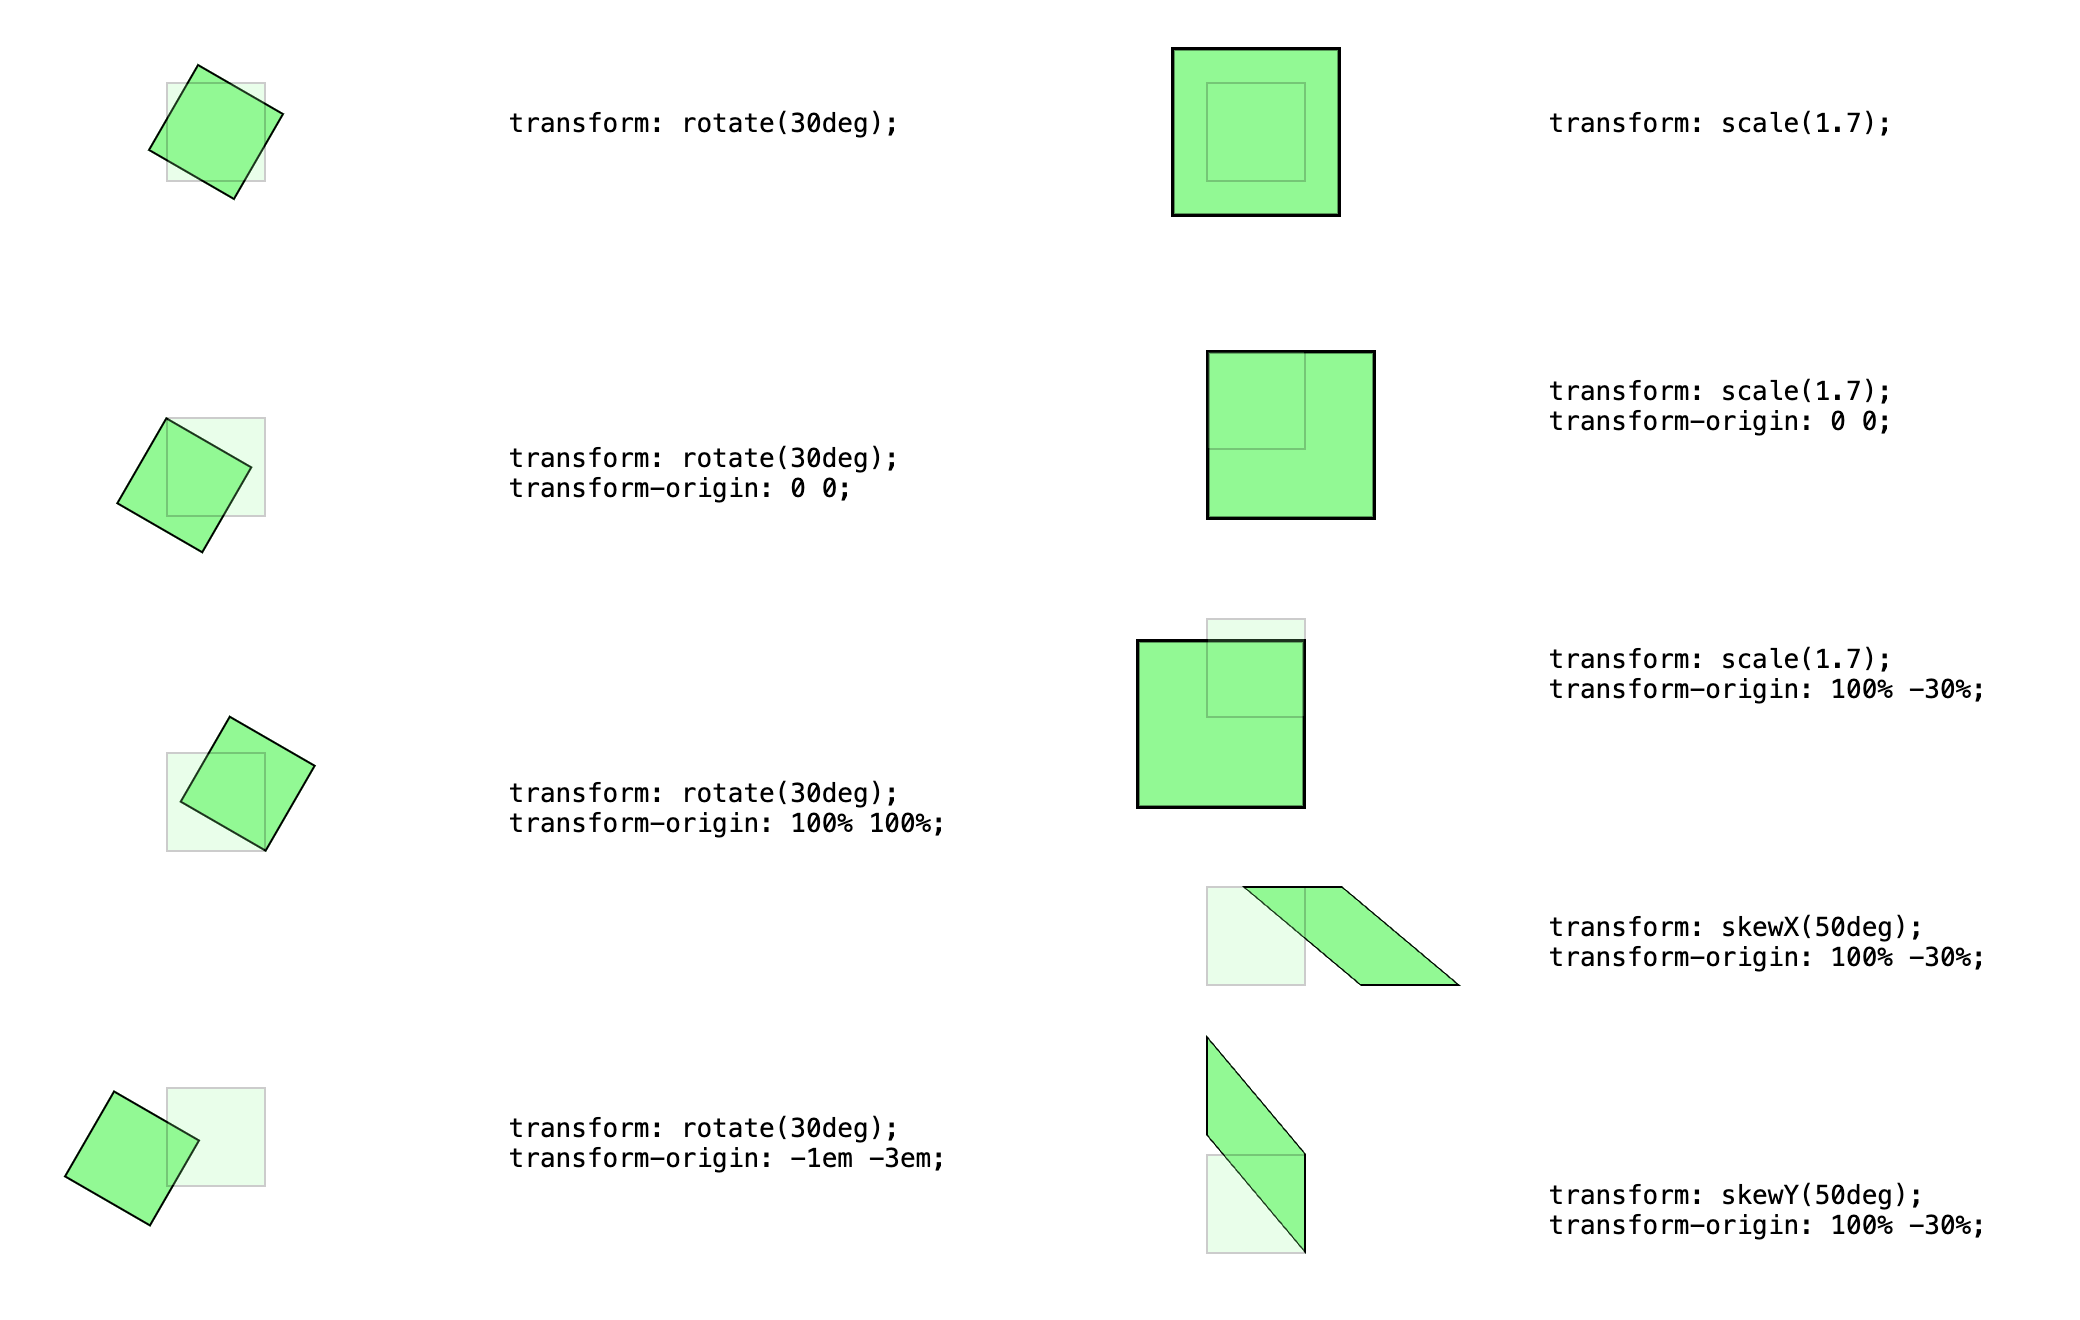 transform: rotate(30deg);
transform-origin: 0 0;
transform: rotate(30deg);
transform-origin: 100% 100%;
transform: rotate(30deg);
transform-origin: -1em -3em;
transform: rotate(30deg);
transform: scale(1.7);
transform: scale(1.7);
transform-origin: 0 0;
transform: scale(1.7);
transform-origin: 100% -30%;
transform: skewX(50deg);
transform-origin: 100% -30%;
transform: skewY(50deg);
transform-origin: 100% -30%;